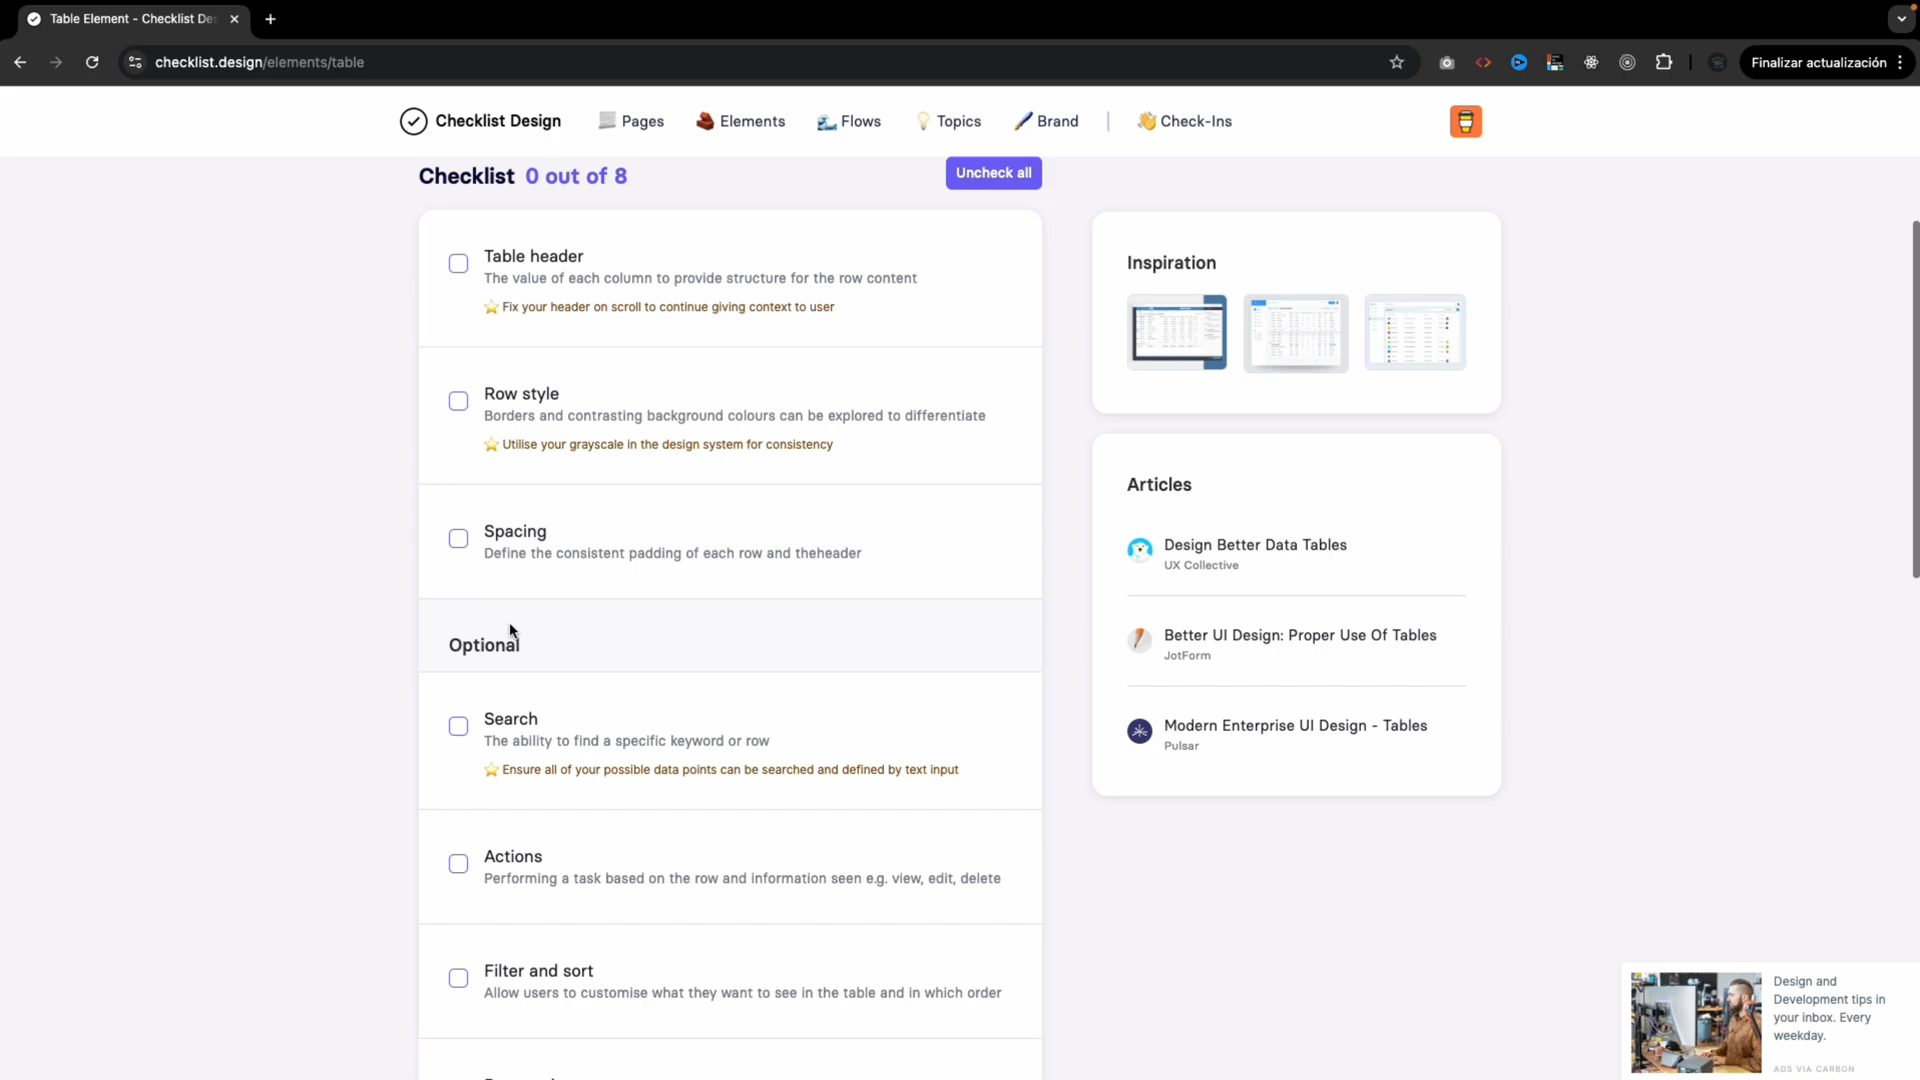 Table Element - Checklist De
checklist.design/elements/table
Finalizar actualización
Checklist Design
Pages
Elements
Flows
Topics
Brand
Check-Ins
Checklist 0 out of 8
Uncheck all
Table header
The value of each column to provide structure for the row content
Fix your header on scroll to continue giving context to user
Row style
Borders and contrasting background colours can be explored to differentiate
Utilise your grayscale in the design system for consistency
Spacing
Define the consistent padding of each row and theheader
Optional
Search
The ability to find a specific keyword or row
Ensure all of your possible data points can be searched and defined by text input
Actions
Performing a task based on the row and information seen e.g. view, edit, delete
Filter and sort
Allow users to customise what they want to see in the table and in which order
Inspiration
Articles
Design Better Data Tables
UX Collective
Better UI Design: Proper Use Of Tables
JotForm
Modern Enterprise UI Design - Tables
Pulsar
Design and
Development tips in
your inbox. Every
weekday.
ADS VIA CARBON